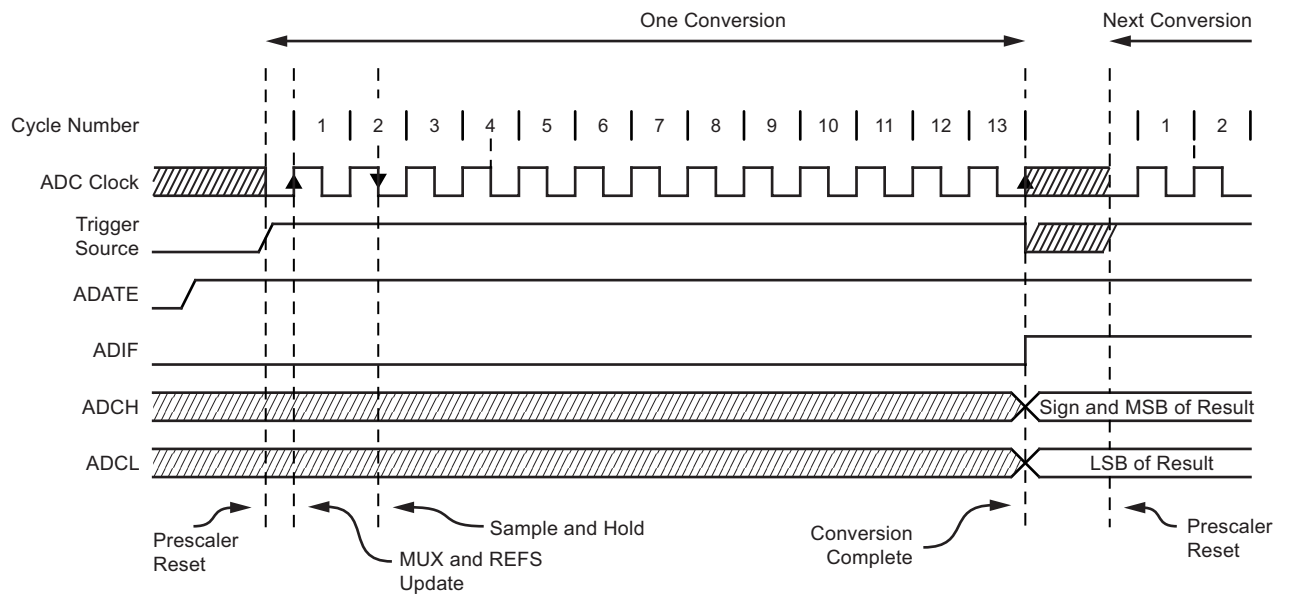 One Conversion
Next Conversion
Cycle Number
1 2 3 4 5 6 7 8 9 10 11 12 13 1 2
ADC Clock
Trigger
Source
ADATE
ADIF
ADCH
Sign and MSB of Result
ADCL
LSB of Result
Prescaler
Reset
MUX and REFS
Update
Sample and Hold
Conversion
Complete
Prescaler
Reset